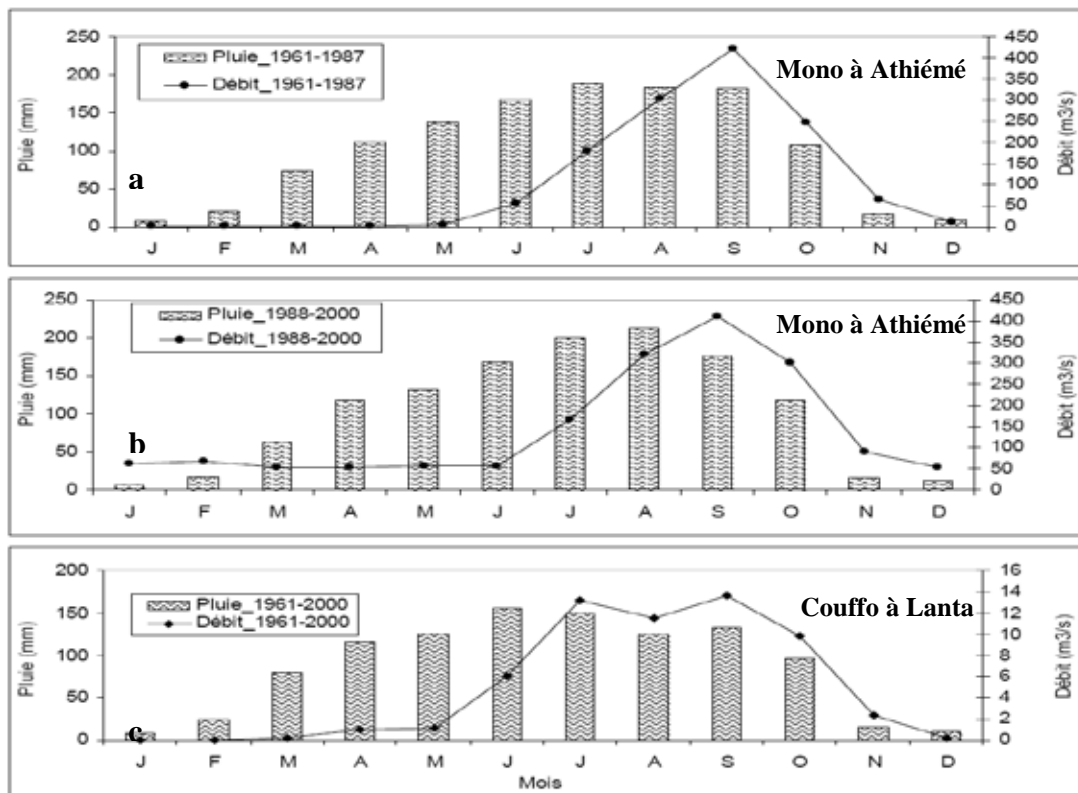 250
200
150
100
50
0
Pluie (mm)
Pluie_1961-1987
Débit_1961-1987
Mono à Athiémé
a
450
400
350
300
250
200
150
100
50
0
Débit (m3/s)
J F M A M J J A S O N D
250
200
150
100
50
0
Pluie (mm)
Pluie_1988-2000
Débit_1988-2000
Mono à Athiémé
b
450
400
350
300
250
200
150
100
50
0
Débit (m3/s)
J F M A M J J A S O N D
200
150
100
50
0
Pluie (mm)
Pluie_1961-2000
Débit_1961-2000
Couffo à Lanta
c
16
14
12
10
8
6
4
2
0
Débit (m3/s)
J F M A M J J A S O N D
Mois